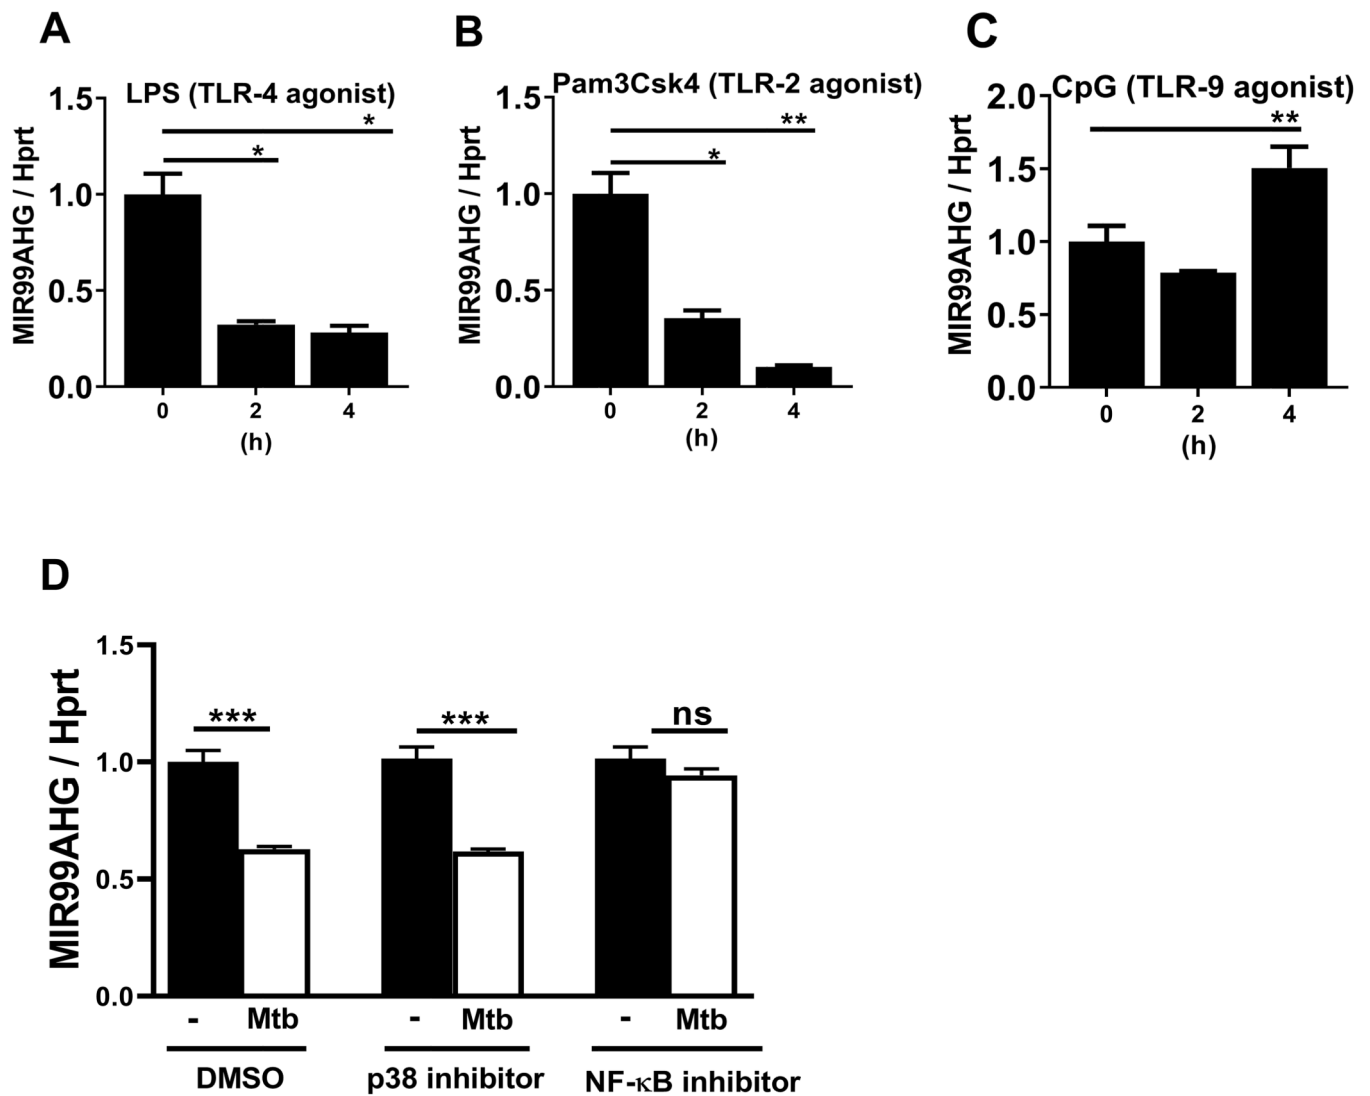 A
LPS (TLR-4 agonist)
MIR99AHG / Hprt
1.5
1.0
0.5
0.0
*
*
0 2 4
(h)
B
Pam3Csk4 (TLR-2 agonist)
MIR99AHG / Hprt
1.5
1.0
0.5
0.0
**
*
0 2 4
(h)
C
CpG (TLR-9 agonist)
MIR99AHG / Hprt
2.0
1.5
1.0
0.5
0.0
**
0 2 4
(h)
D
MIR99AHG / Hprt
1.5
1.0
0.5
0.0
*** *** ns
- Mtb - Mtb - Mtb
DMSO p38 inhibitor NF-κB inhibitor